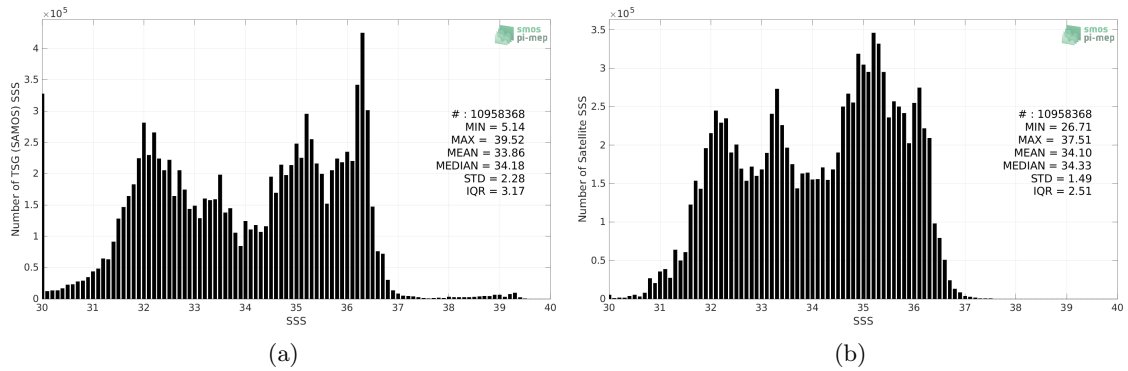 ×10⁵
smos
pi-mep
4
3.5
3
2.5
2
1.5
1
0.5
0
Number of TSG (SAMOS) SSS
# : 10958368
MIN = 5.14
MAX = 39.52
MEAN = 33.86
MEDIAN = 34.18
STD = 2.28
IQR = 3.17
30 31 32 33 34 35 36 37 38 39 40
SSS
(a)
×10⁵
smos
pi-mep
3.5
3
2.5
2
1.5
1
0.5
0
Number of Satellite SSS
# : 10958368
MIN = 26.71
MAX = 37.51
MEAN = 34.10
MEDIAN = 34.33
STD = 1.49
IQR = 2.51
30 31 32 33 34 35 36 37 38 39 40
SSS
(b)